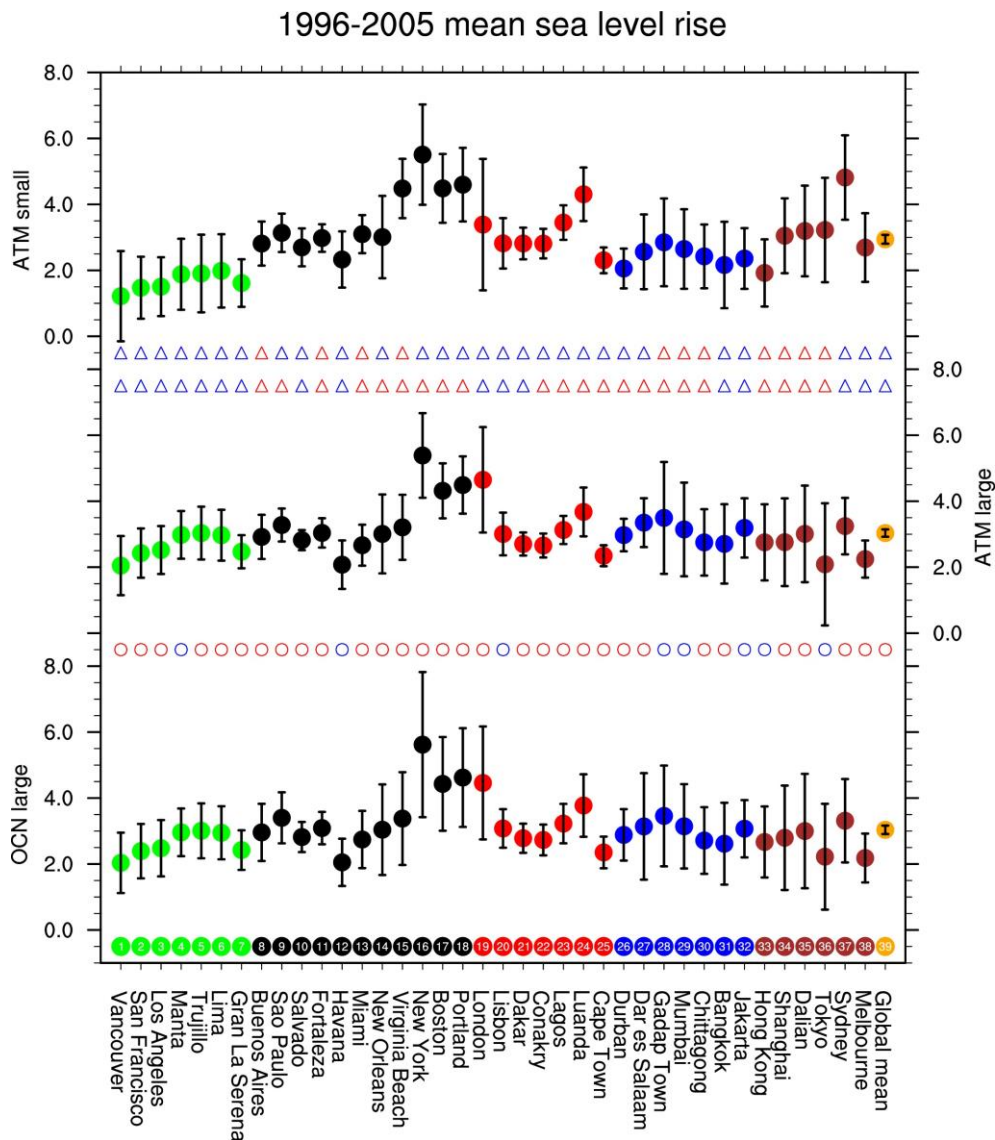 1996-2005 mean sea level rise
8.0
6.0
4.0
2.0
0.0
ATM small
8.0
6.0
4.0
2.0
0.0
ATM large
8.0
6.0
4.0
2.0
0.0
OCN large
1 2 3 4 5 6 7 8 9 10 11 12 13 14 15 16 17 18 19 20 21 22 23 24 25 26 27 28 29 30 31 32 33 34 35 36 37 38 39
Vancouver
San Francisco
Los Angeles
Manta
Trujillo
Lima
Gran La Serena
Buenos Aires
Sao Paulo
Salvado
Fortaleza
Havana
Miami
New Orleans
Virginia Beach
New York
Boston
Portland
London
Lisbon
Dakar
Conakry
Lagos
Luanda
Cape Town
Durban
Dar es Salaam
Gadap Town
Mumbai
Chittagong
Bangkok
Jakarta
Hong Kong
Shanghai
Dalian
Tokyo
Sydney
Melbourne
Global mean